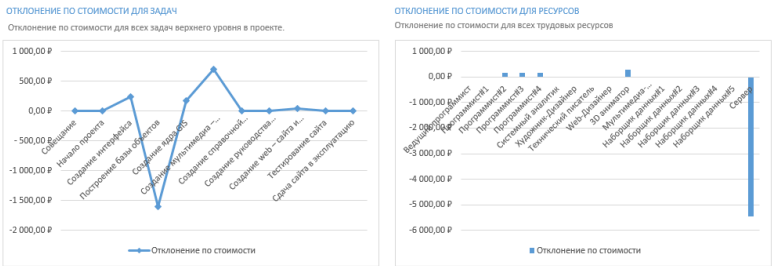 ОТКЛОНЕНИЕ ПО СТОИМОСТИ ДЛЯ ЗАДАЧ
Отклонение по стоимости для всех задач верхнего уровня в проекте.
1 000,00 ₽
500,00 ₽
0,00 ₽
-500,00 ₽
-1 000,00 ₽
-1 500,00 ₽
-2 000,00 ₽
Совещание
Начало проекта
Создание интерфейса
Построение базы объектов
Создание ядра GIS
Создание мультимедиа –...
Создание справочной...
Создание руководства...
Создание web – сайта и...
Тестирование сайта
Сдача сайта в эксплуатацию
Отклонение по стоимости
ОТКЛОНЕНИЕ ПО СТОИМОСТИ ДЛЯ РЕСУРСОВ
Отклонение по стоимости для всех трудовых ресурсов
1 000,00 ₽
0,00 ₽
-1 000,00 ₽
-2 000,00 ₽
-3 000,00 ₽
-4 000,00 ₽
-5 000,00 ₽
-6 000,00 ₽
Ведущий программист
Программист#1
Программист#2
Программист#3
Программист#4
Системный аналитик
Художник-Дизайнер
Технический писатель
Web-Дизайнер
3D аниматор
Мультимедиа-...
Наборщик данных#1
Наборщик данных#2
Наборщик данных#3
Наборщик данных#4
Наборщик данных#5
Сервер
Отклонение по стоимости